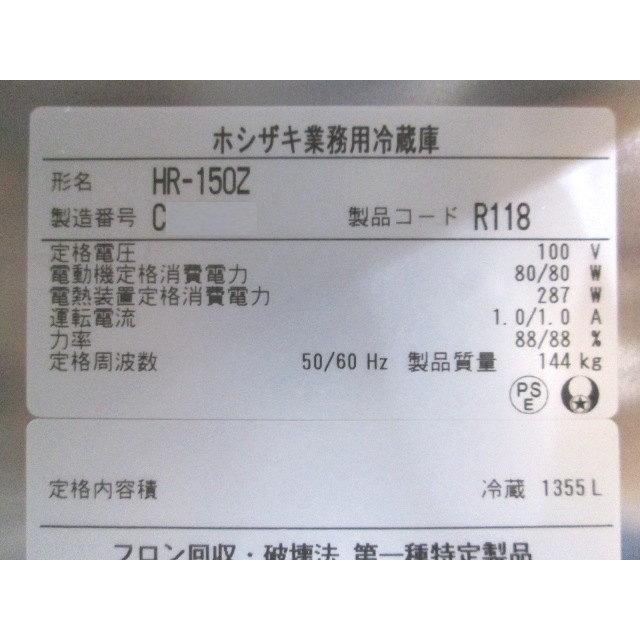 ホシザキ業務用冷蔵庫
形名 HR-150Z
製造番号 C 製品コード R118
定格電圧 100 V
電動機定格消費電力 80/80 W
電熱装置定格消費電力 287 W
運転電流 1.0/1.0 A
力率 88/88 %
定格周波数 50/60 Hz 製品質量 144 kg
PS E
定格内容積 冷蔵 1355 L
フロン回収・破壊法 第一種特定製品